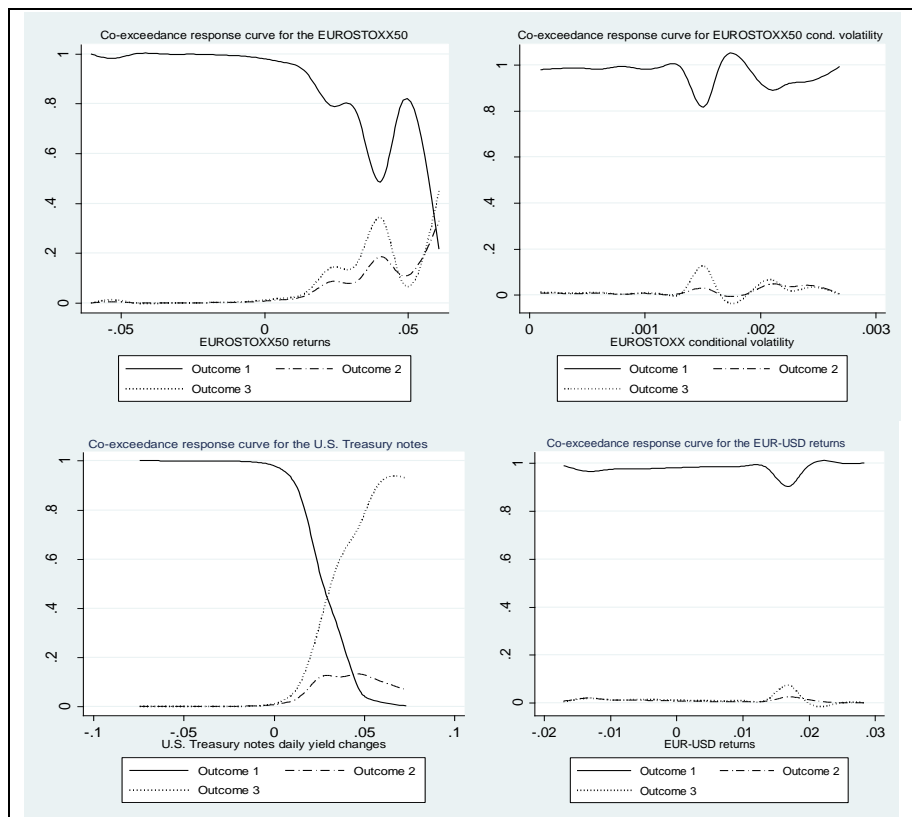 Co-exceedance response curve for the EUROSTOXX50
1
.8
.6
.4
.2
0
-.05
0
.05
EUROSTOXX50 returns
Outcome 1
Outcome 2
Outcome 3
Co-exceedance response curve for EUROSTOXX50 cond. volatility
1
.8
.6
.4
.2
0
0
.001
.002
.003
EUROSTOXX conditional volatility
Outcome 1
Outcome 2
Outcome 3
Co-exceedance response curve for the U.S. Treasury notes
1
.8
.6
.4
.2
0
-.1
-.05
0
.05
.1
U.S. Treasury notes daily yield changes
Outcome 1
Outcome 2
Outcome 3
Co-exceedance response curve for the EUR-USD returns
1
.8
.6
.4
.2
0
-.02
-.01
0
.01
.02
.03
EUR-USD returns
Outcome 1
Outcome 2
Outcome 3